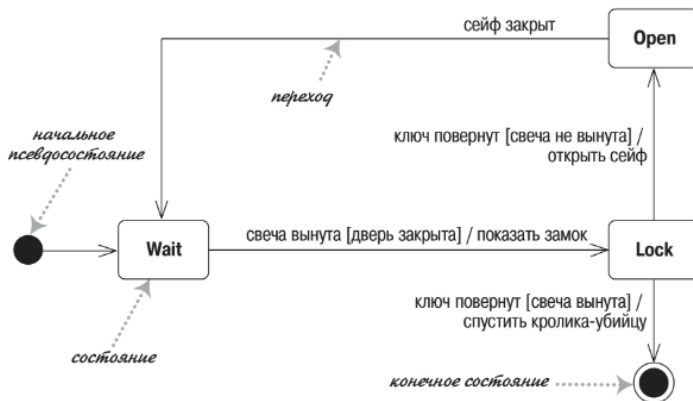 сейф закрыт
Open
переход
начальное
псевдосостояние
ключ повернут [свеча не вынута] /
открыть сейф
Wait
свеча вынута [дверь закрыта] / показать замок
Lock
ключ повернут [свеча вынута] /
спустить кролика-убийцу
состояние
конечное состояние